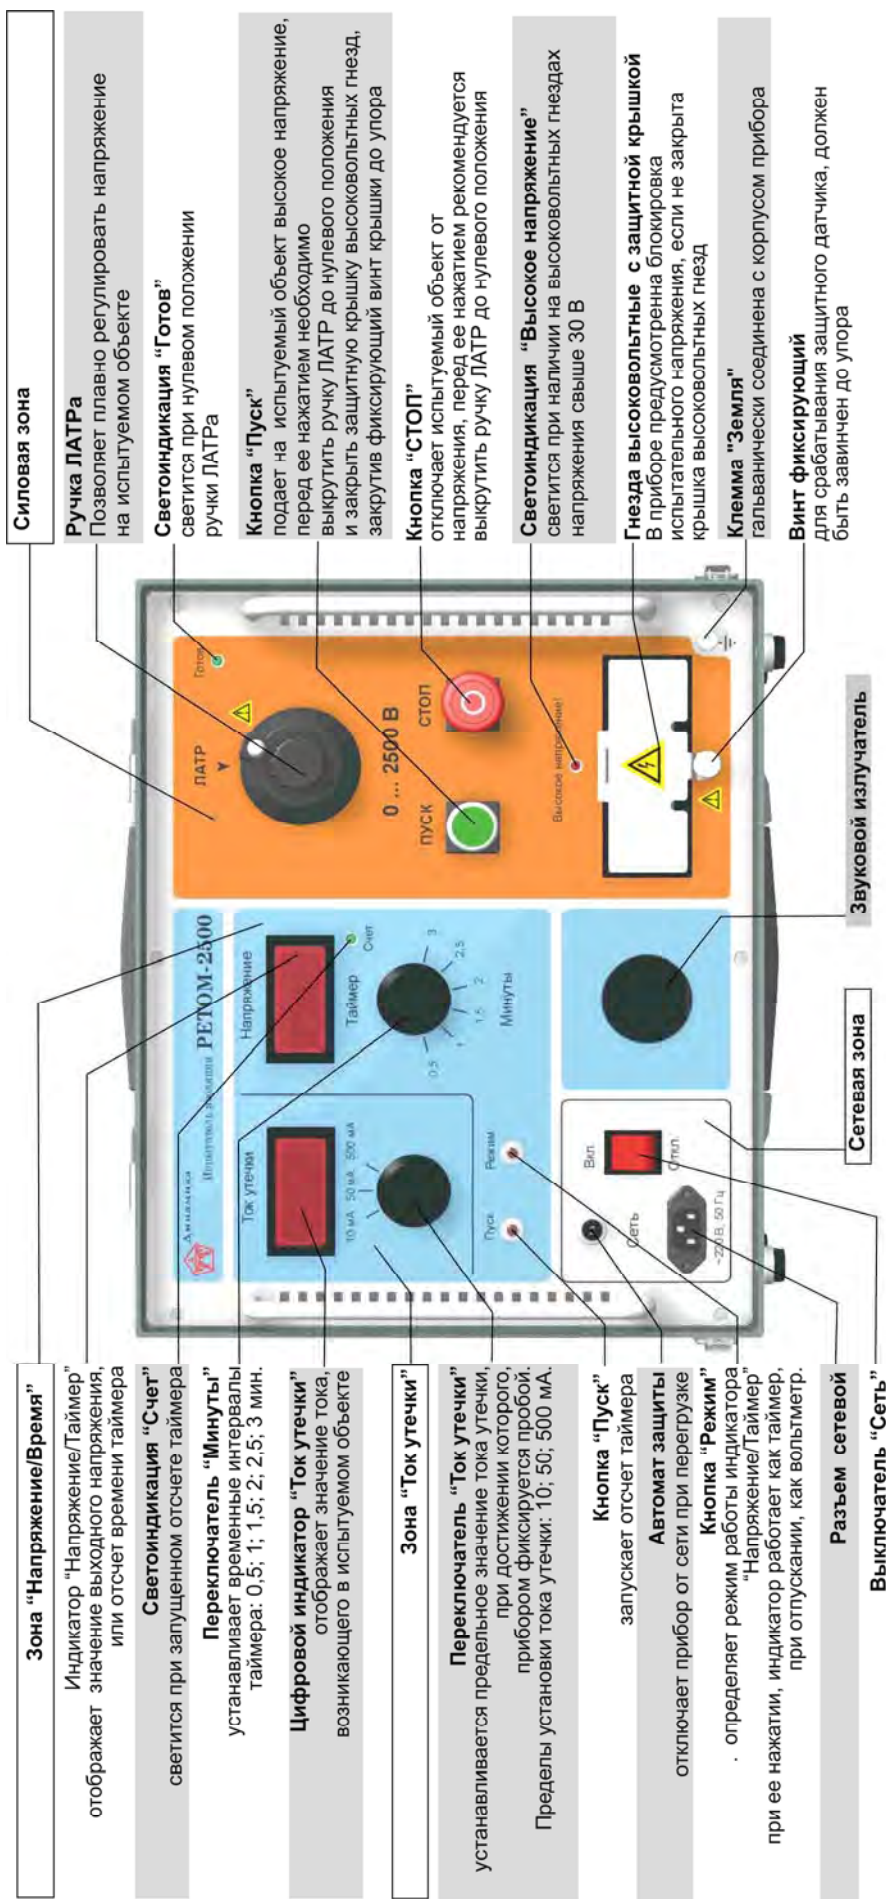 Зона “Напряжение/Время”
Индикатор “Напряжение/Таймер”
отображает значение выходного напряжения,
или отсчет времени таймера
Светоиндикация “Счет”
светится при запущенном отсчете таймера
Переключатель “Минуты”
устанавливает временные интервалы
таймера: 0,5; 1; 1,5; 2; 2,5; 3 мин.
Цифровой индикатор “Ток утечки”
отображает значение тока,
возникающего в испытуемом объекте
Зона “Ток утечки”
Переключатель “Ток утечки”
устанавливается предельное значение тока утечки,
при достижении которого,
прибором фиксируется пробой.
Пределы установки тока утечки: 10; 50; 500 мА.
Кнопка “Пуск”
запускает отсчет таймера
Автомат защиты
отключает прибор от сети при перегрузке
Кнопка “Режим”
. определяет режим работы индикатора
“Напряжение/Таймер”
при ее нажатии, индикатор работает как таймер,
при отпускании, как вольтметр.
Разъем сетевой
Выключатель “Сеть”
Динамика
Испытатель изоляции РЕТОМ-2500
Ток утечки
10 мА 50 мА 500 мА
Напряжение
Таймер
Счет
0,5 1 1,5 2 2,5 3
Минуты
Пуск
Режим
Сеть
Вкл.
Откл.
~220 В, 50 Гц
ЛАТР
Готов
0 ... 2500 В
ПУСК
СТОП
Высокое напряжение!
Сетевая зона
Звуковой излучатель
Силовая зона
Ручка ЛАТРа
Позволяет плавно регулировать напряжение
на испытуемом объекте
Светоиндикация “Готов”
светится при нулевом положении
ручки ЛАТРа
Кнопка “Пуск”
подает на испытуемый объект высокое напряжение,
перед ее нажатием необходимо
выкрутить ручку ЛАТР до нулевого положения
и закрыть защитную крышку высоковольтных гнезд,
закрутив фиксирующий винт крышки до упора
Кнопка “СТОП”
отключает испытуемый объект от
напряжения, перед ее нажатием рекомендуется
выкрутить ручку ЛАТР до нулевого положения
Светоиндикация “Высокое напряжение”
светится при наличии на высоковольтных гнездах
напряжения свыше 30 В
Гнезда высоковольтные с защитной крышкой
В приборе предусмотренна блокировка
испытательного напряжения, если не закрыта
крышка высоковольтных гнезд
Клемма "Земля"
гальванически соединена с корпусом прибора
Винт фиксирующий
для срабатывания защитного датчика, должен
быть завинчен до упора